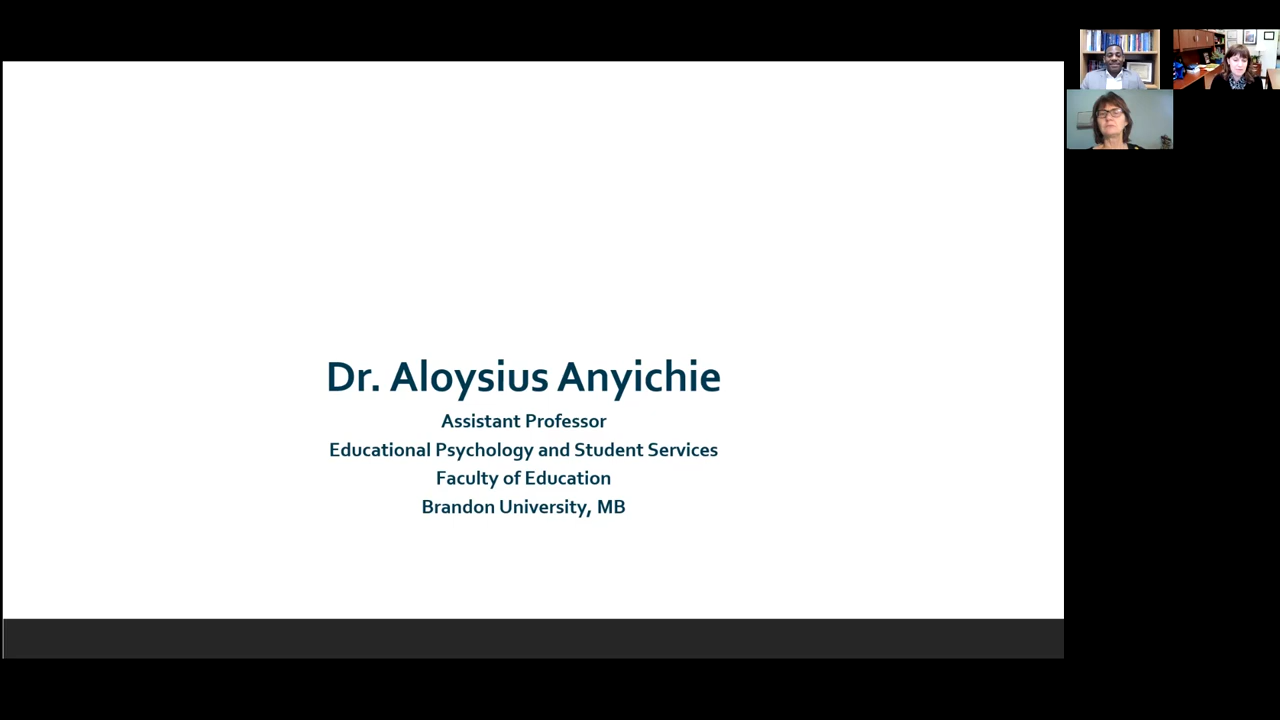 Dr. Aloysius Anyichie
Assistant Professor
Educational Psychology and Student Services
Faculty of Education
Brandon University, MB